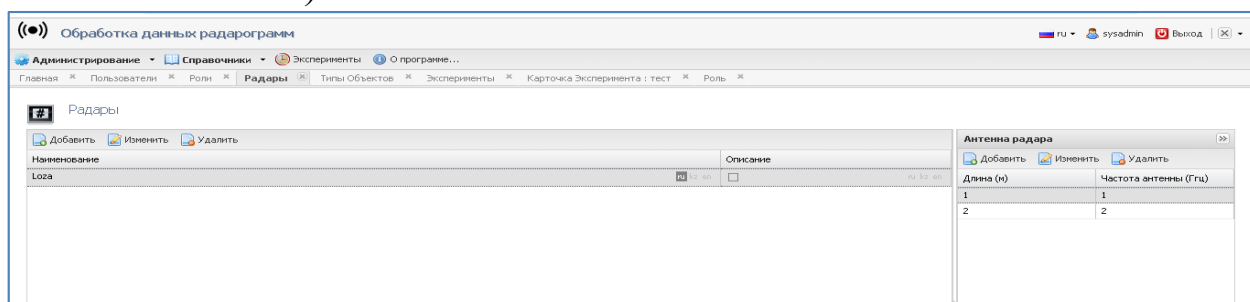 Обработка данных радарограмм
ru sysadmin Выход
Администрирование Справочники Эксперименты О программе...
Главная Пользователи Роли Радары Типы Объектов Эксперименты Карточка Эксперимента : тест Роль
Радары
Добавить Изменить Удалить
Наименование Описание
Loza ru kz en ru kz en
Антенна радара
Добавить Изменить Удалить
Длина (м) Частота антенны (Ггц)
1 1
2 2